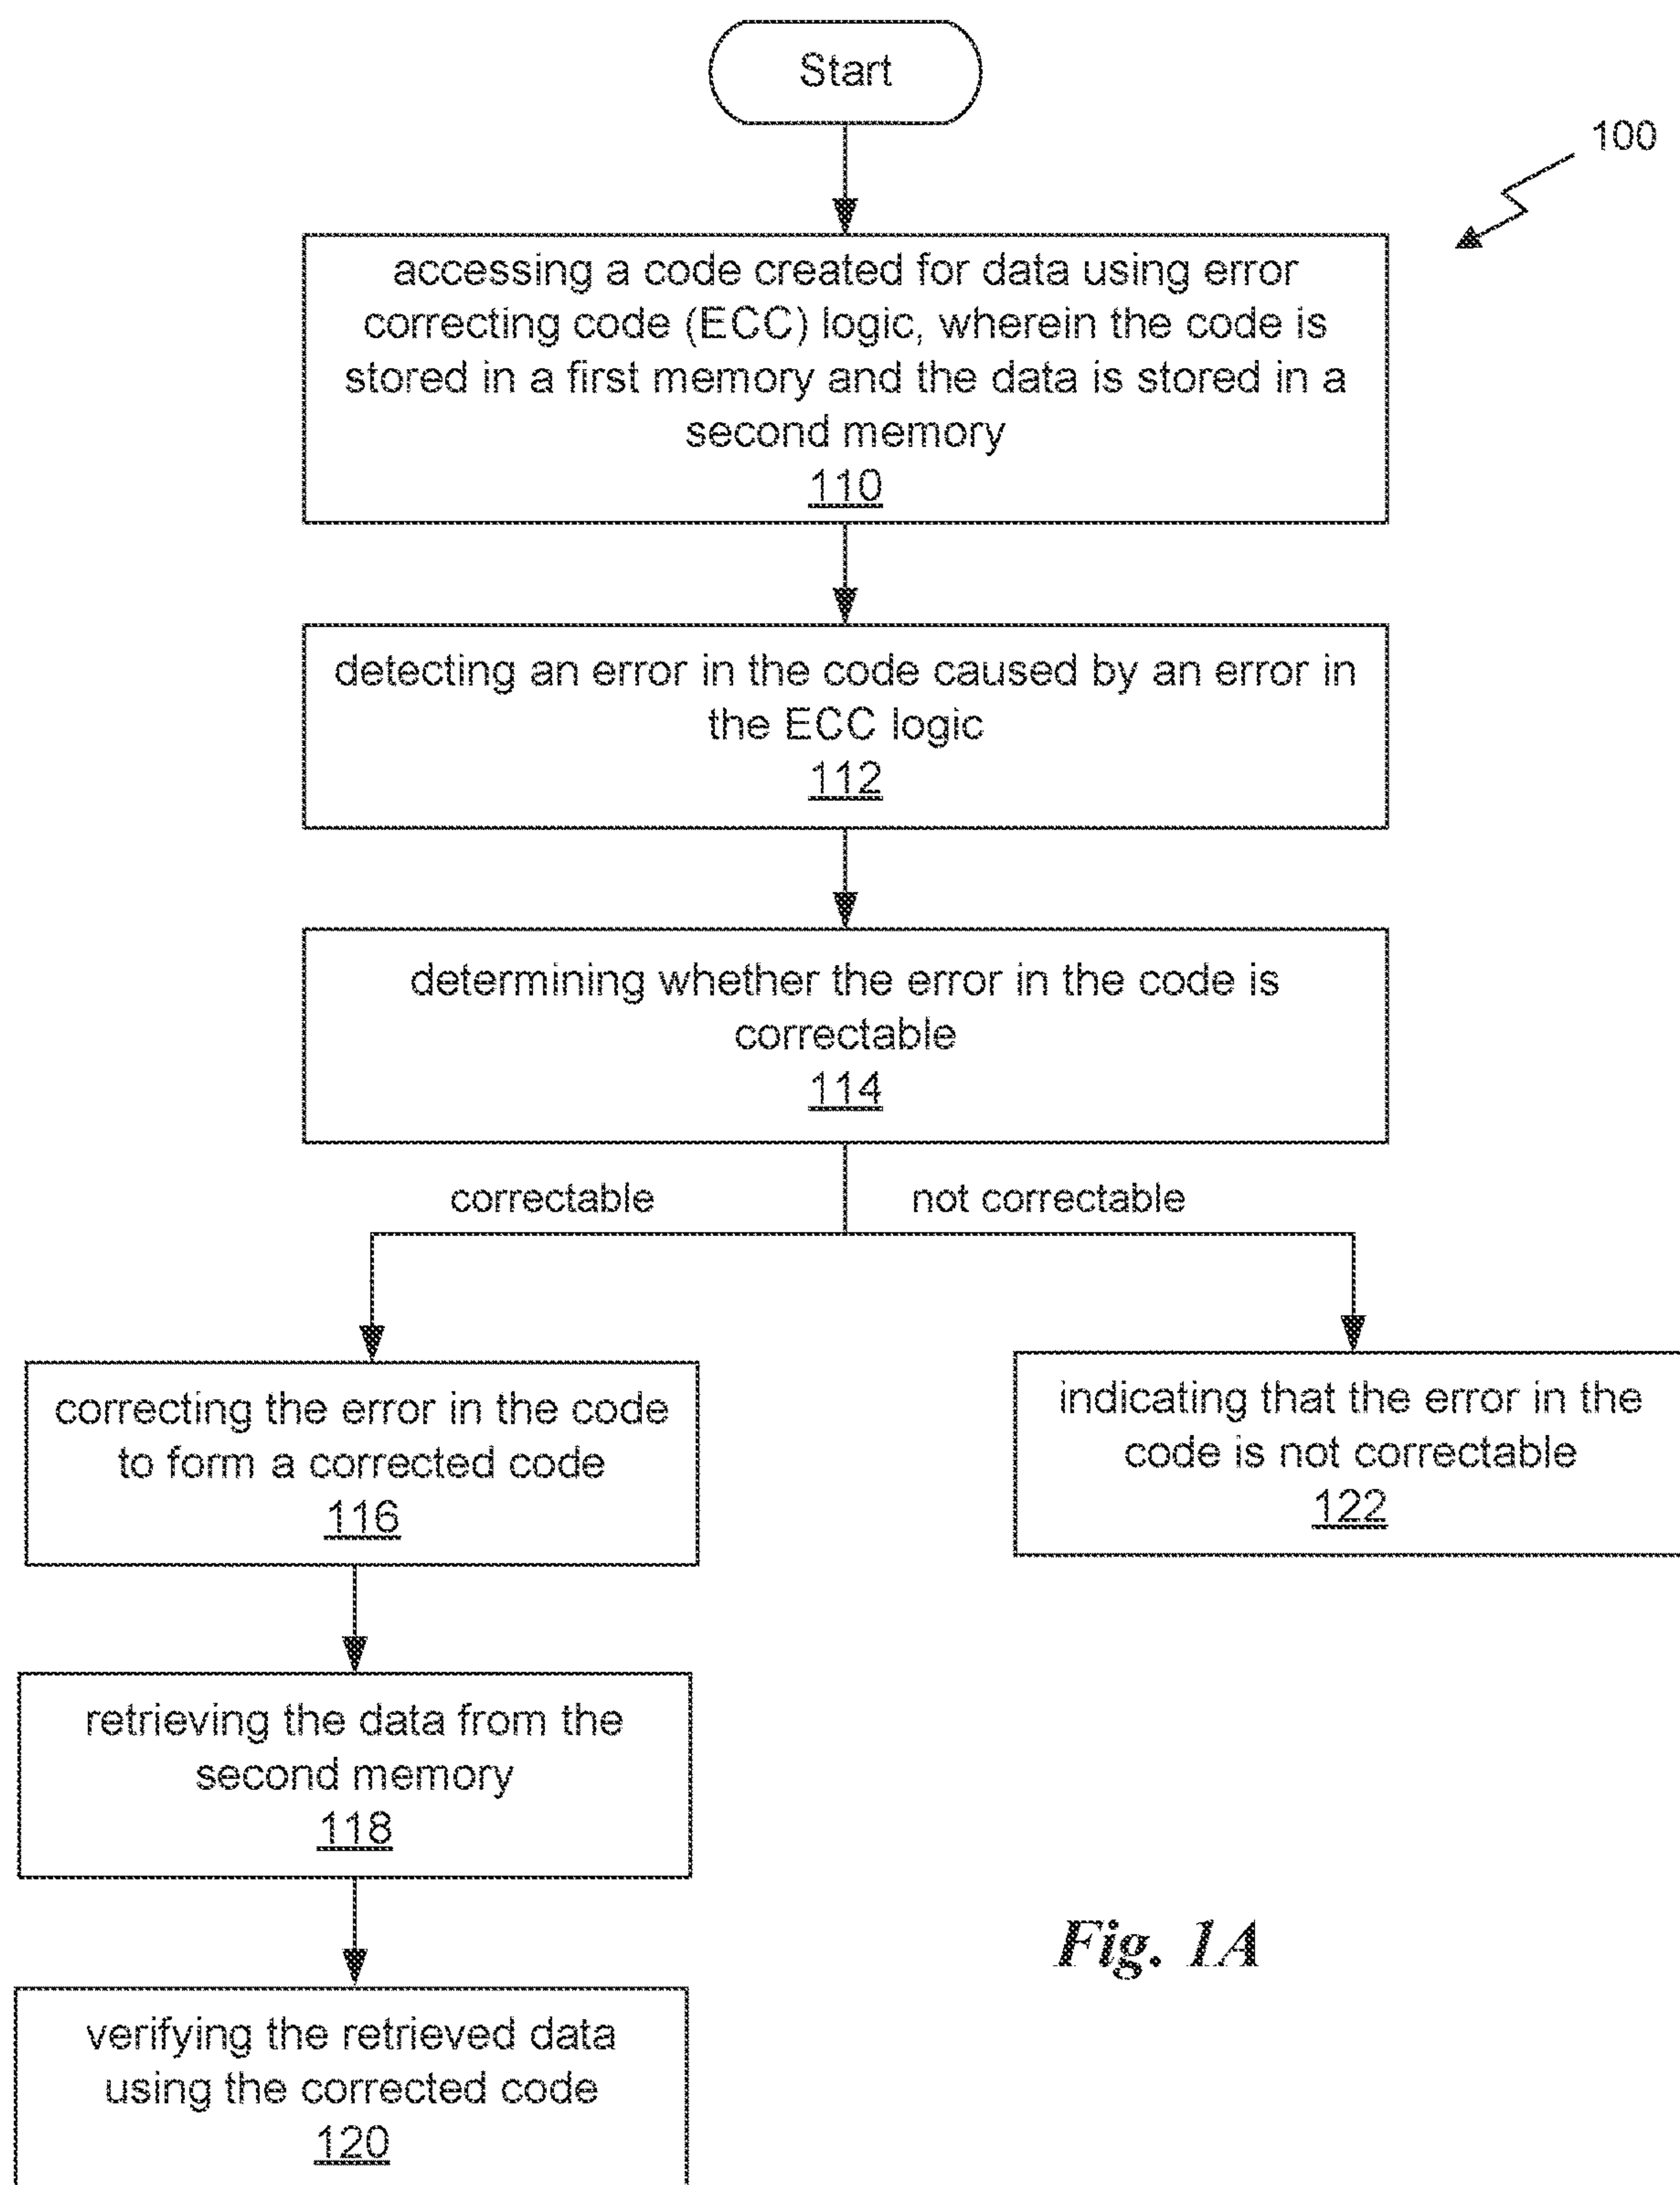 Start
100
accessing a code created for data using error
correcting code (ECC) logic, wherein the code is
stored in a first memory and the data is stored in a
second memory
110
detecting an error in the code caused by an error in
the ECC logic
112
determining whether the error in the code is
correctable
114
correctable
not correctable
correcting the error in the code
to form a corrected code
116
indicating that the error in the
code is not correctable
122
retrieving the data from the
second memory
118
verifying the retrieved data
using the corrected code
120
Fig. 1A